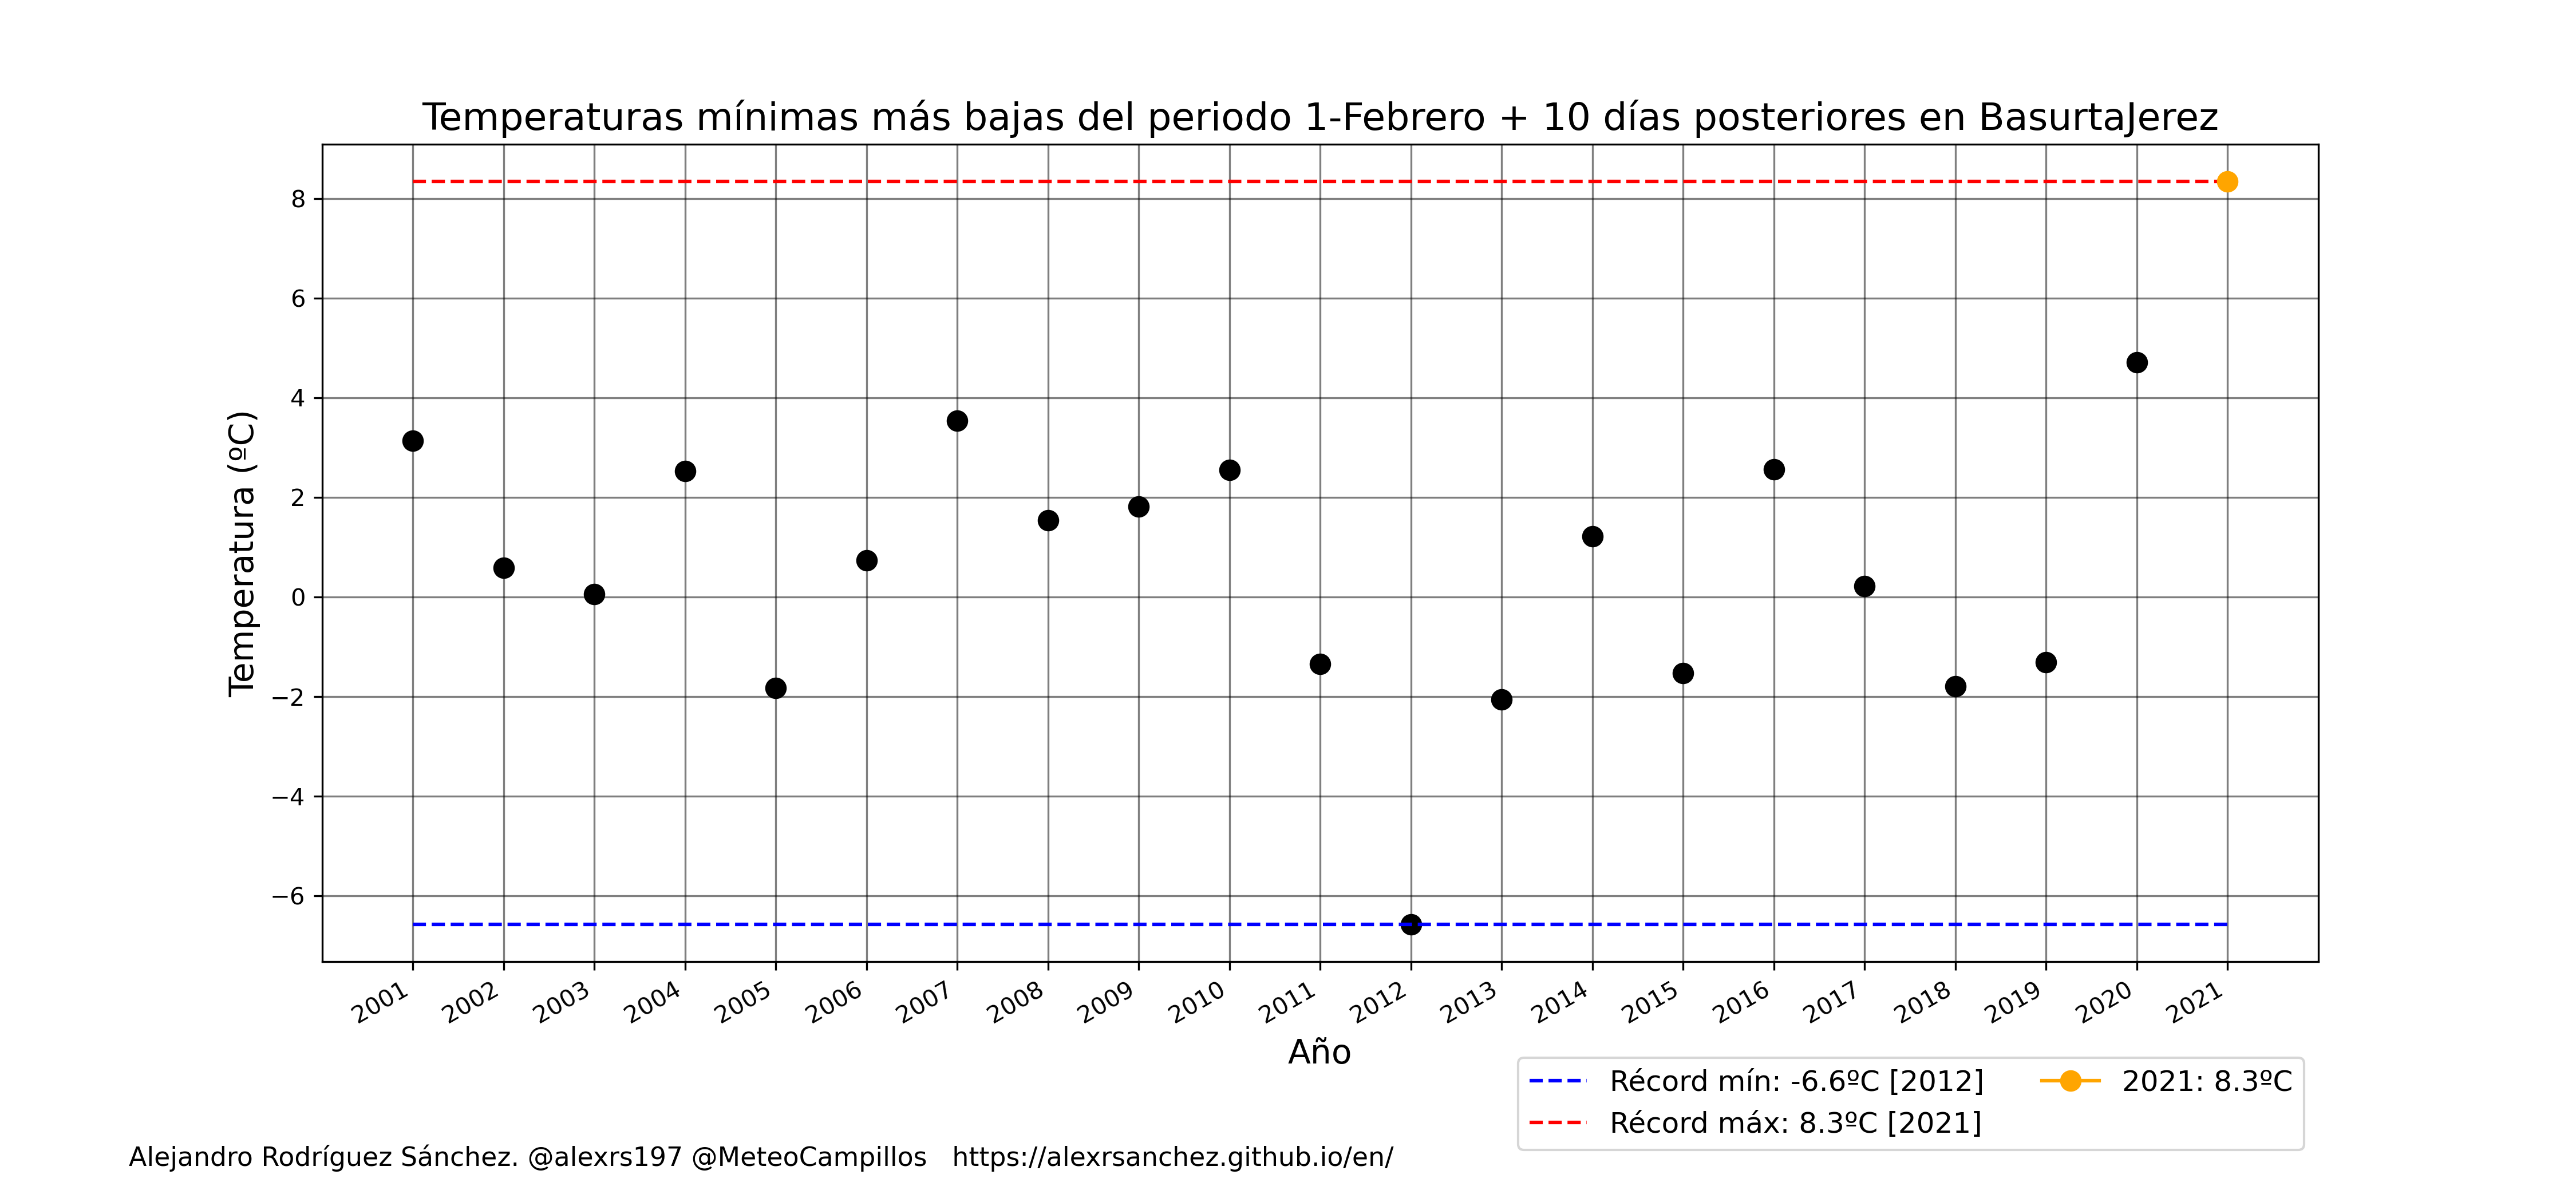 Temperaturas mínimas más bajas del periodo 1-Febrero + 10 días posteriores en BasurtaJerez
Temperatura (ºC)
8
6
4
2
0
−2
−4
−6
2001 2002 2003 2004 2005 2006 2007 2008 2009 2010 2011 2012 2013 2014 2015 2016 2017 2018 2019 2020 2021
Año
Récord mín: -6.6ºC [2012]
Récord máx: 8.3ºC [2021]
2021: 8.3ºC
Alejandro Rodríguez Sánchez. @alexrs197 @MeteoCampillos https://alexrsanchez.github.io/en/